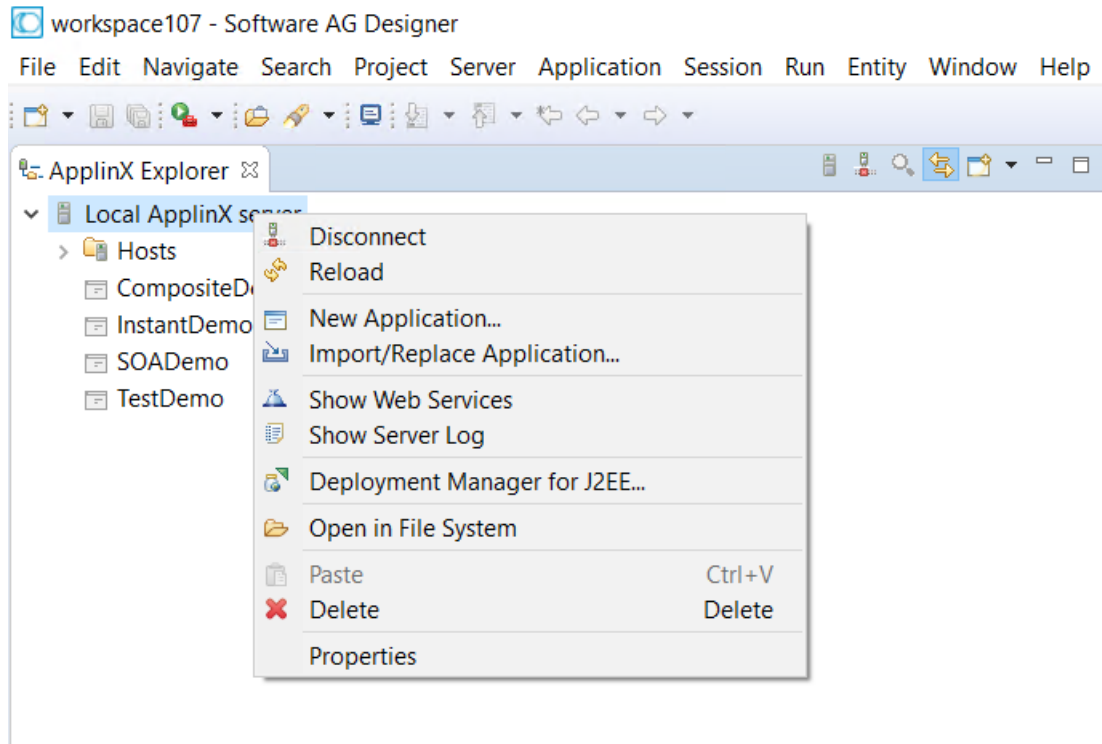 workspace107 - Software AG Designer
File Edit Navigate Search Project Server Application Session Run Entity Window Help
ApplinX Explorer
Local ApplinX server
Disconnect
Hosts
Reload
CompositeD
New Application...
InstantDemo
Import/Replace Application...
SOADemo
TestDemo
Show Web Services
Show Server Log
Deployment Manager for J2EE...
Open in File System
Paste Ctrl+V
Delete Delete
Properties